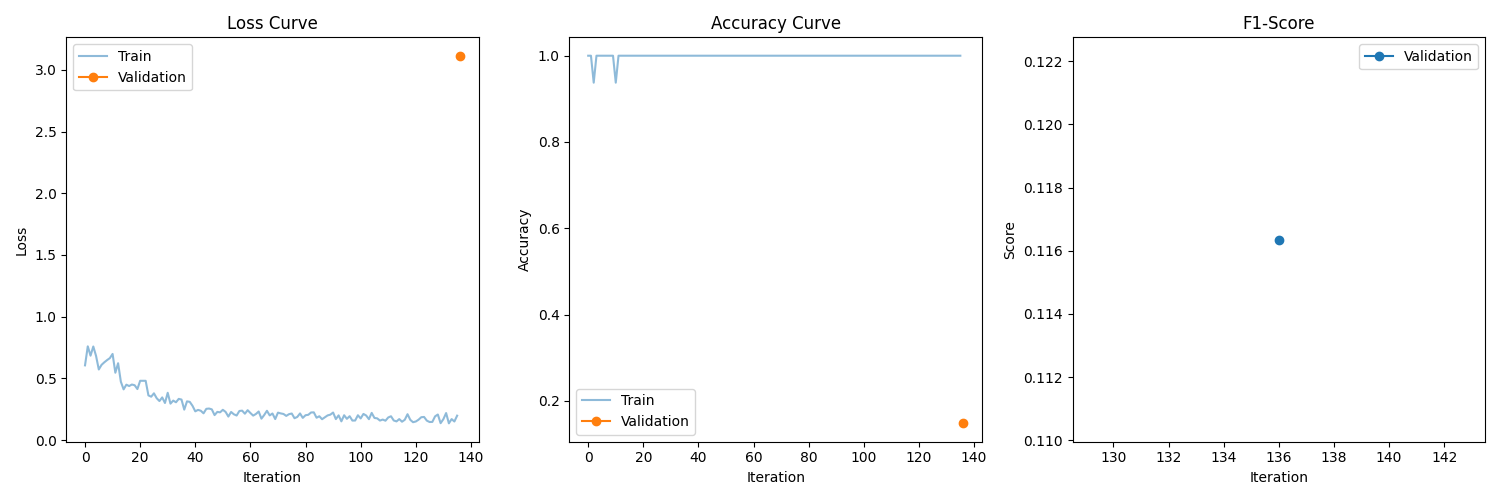 Loss Curve
Train
Validation
3.0
2.5
2.0
1.5
1.0
0.5
0.0
Loss
0 20 40 60 80 100 120 140
Iteration
Accuracy Curve
1.0
0.8
0.6
0.4
0.2
Accuracy
Train
Validation
0 20 40 60 80 100 120 140
Iteration
F1-Score
Validation
0.122
0.120
0.118
0.116
0.114
0.112
0.110
Score
130 132 134 136 138 140 142
Iteration